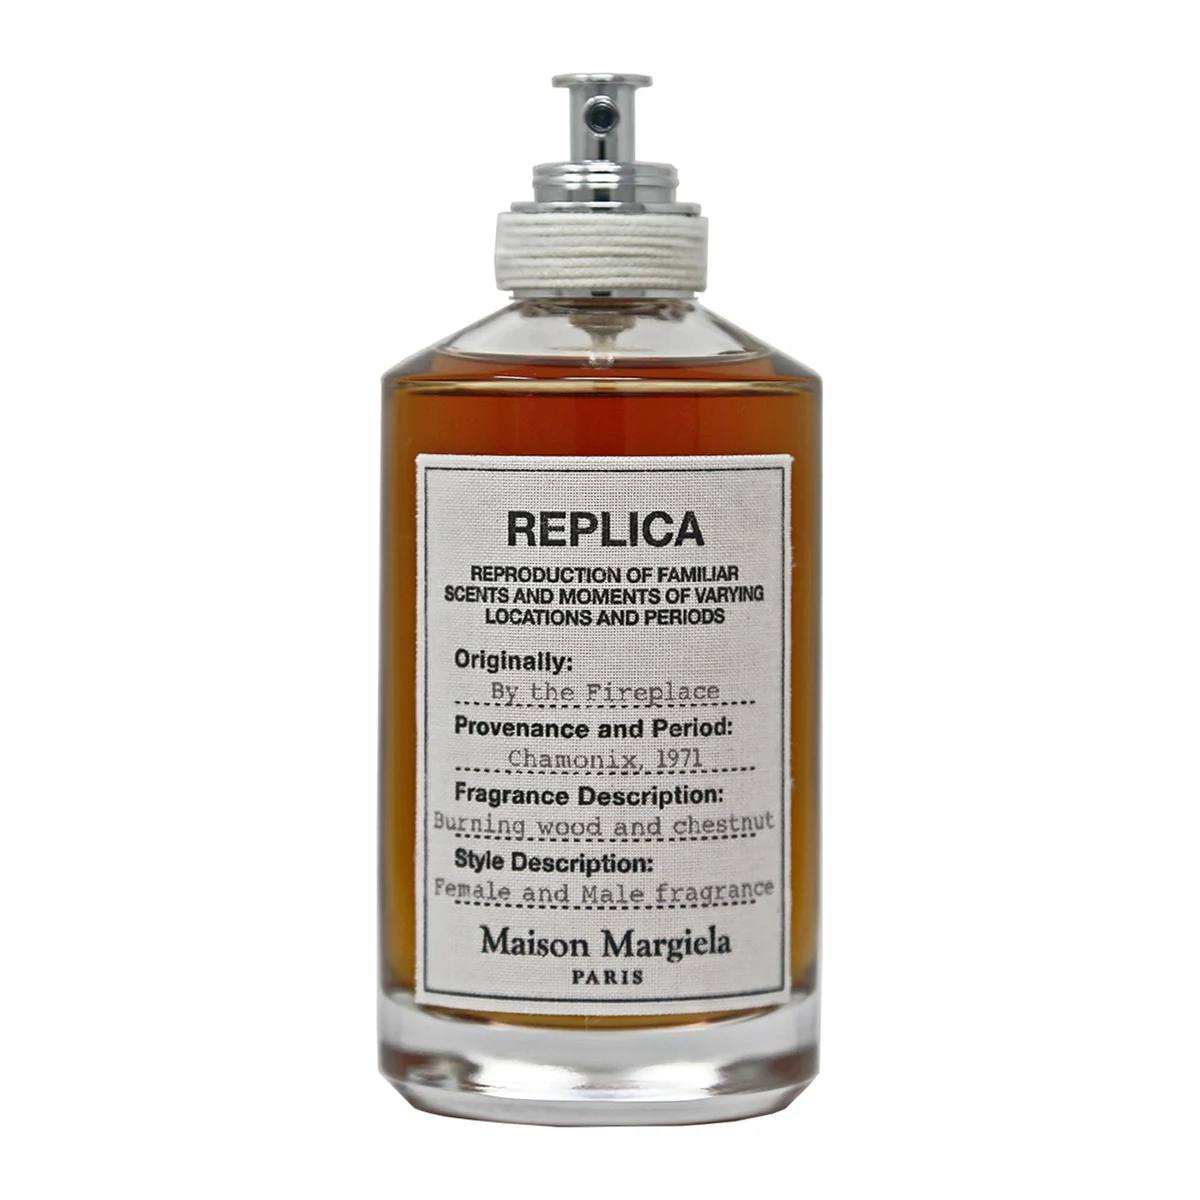 REPLICA
REPRODUCTION OF FAMILIAR
SCENTS AND MOMENTS OF VARYING
LOCATIONS AND PERIODS
Originally:
By the Fireplace
Provenance and Period:
Chamonix, 1971
Fragrance Description:
Burning wood and chestnut
Style Description:
Female and Male fragrance
Maison Margiela
PARIS